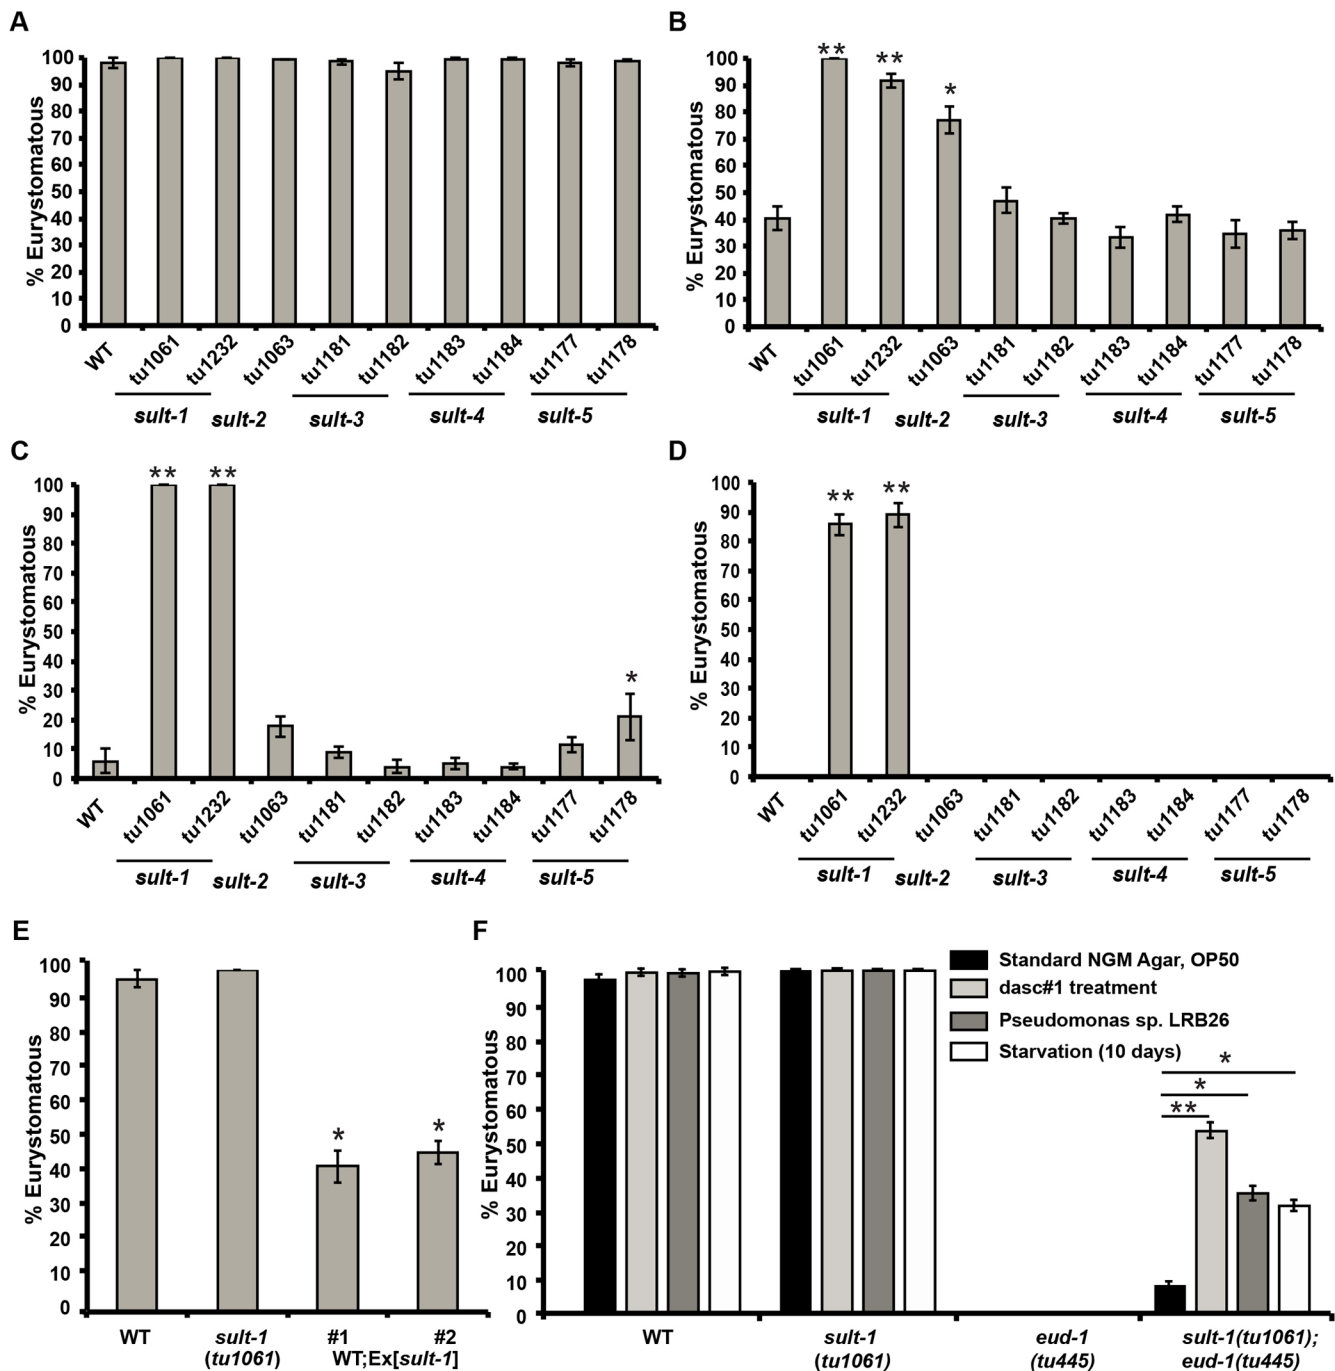 A
% Eurystomatous
100
90
80
70
60
50
40
30
20
10
0
WT
tu1061
tu1232
tu1063
tu1181
tu1182
tu1183
tu1184
tu1177
tu1178
sult-1
sult-2
sult-3
sult-4
sult-5
B
% Eurystomatous
100
90
80
70
60
50
40
30
20
10
0
**
**
*
WT
tu1061
tu1232
tu1063
tu1181
tu1182
tu1183
tu1184
tu1177
tu1178
sult-1
sult-2
sult-3
sult-4
sult-5
C
% Eurystomatous
100
90
80
70
60
50
40
30
20
10
0
**
**
*
WT
tu1061
tu1232
tu1063
tu1181
tu1182
tu1183
tu1184
tu1177
tu1178
sult-1
sult-2
sult-3
sult-4
sult-5
D
% Eurystomatous
100
90
80
70
60
50
40
30
20
10
0
**
**
WT
tu1061
tu1232
tu1063
tu1181
tu1182
tu1183
tu1184
tu1177
tu1178
sult-1
sult-2
sult-3
sult-4
sult-5
E
% Eurystomatous
100
90
80
70
60
50
40
30
20
10
0
*
*
WT
sult-1
(tu1061)
#1
#2
WT;Ex[sult-1]
F
% Eurystomatous
100
90
80
70
60
50
40
30
20
10
0
Standard NGM Agar, OP50
dasc#1 treatment
Pseudomonas sp. LRB26
Starvation (10 days)
*
*
**
WT
sult-1
(tu1061)
eud-1
(tu445)
sult-1(tu1061);
eud-1(tu445)